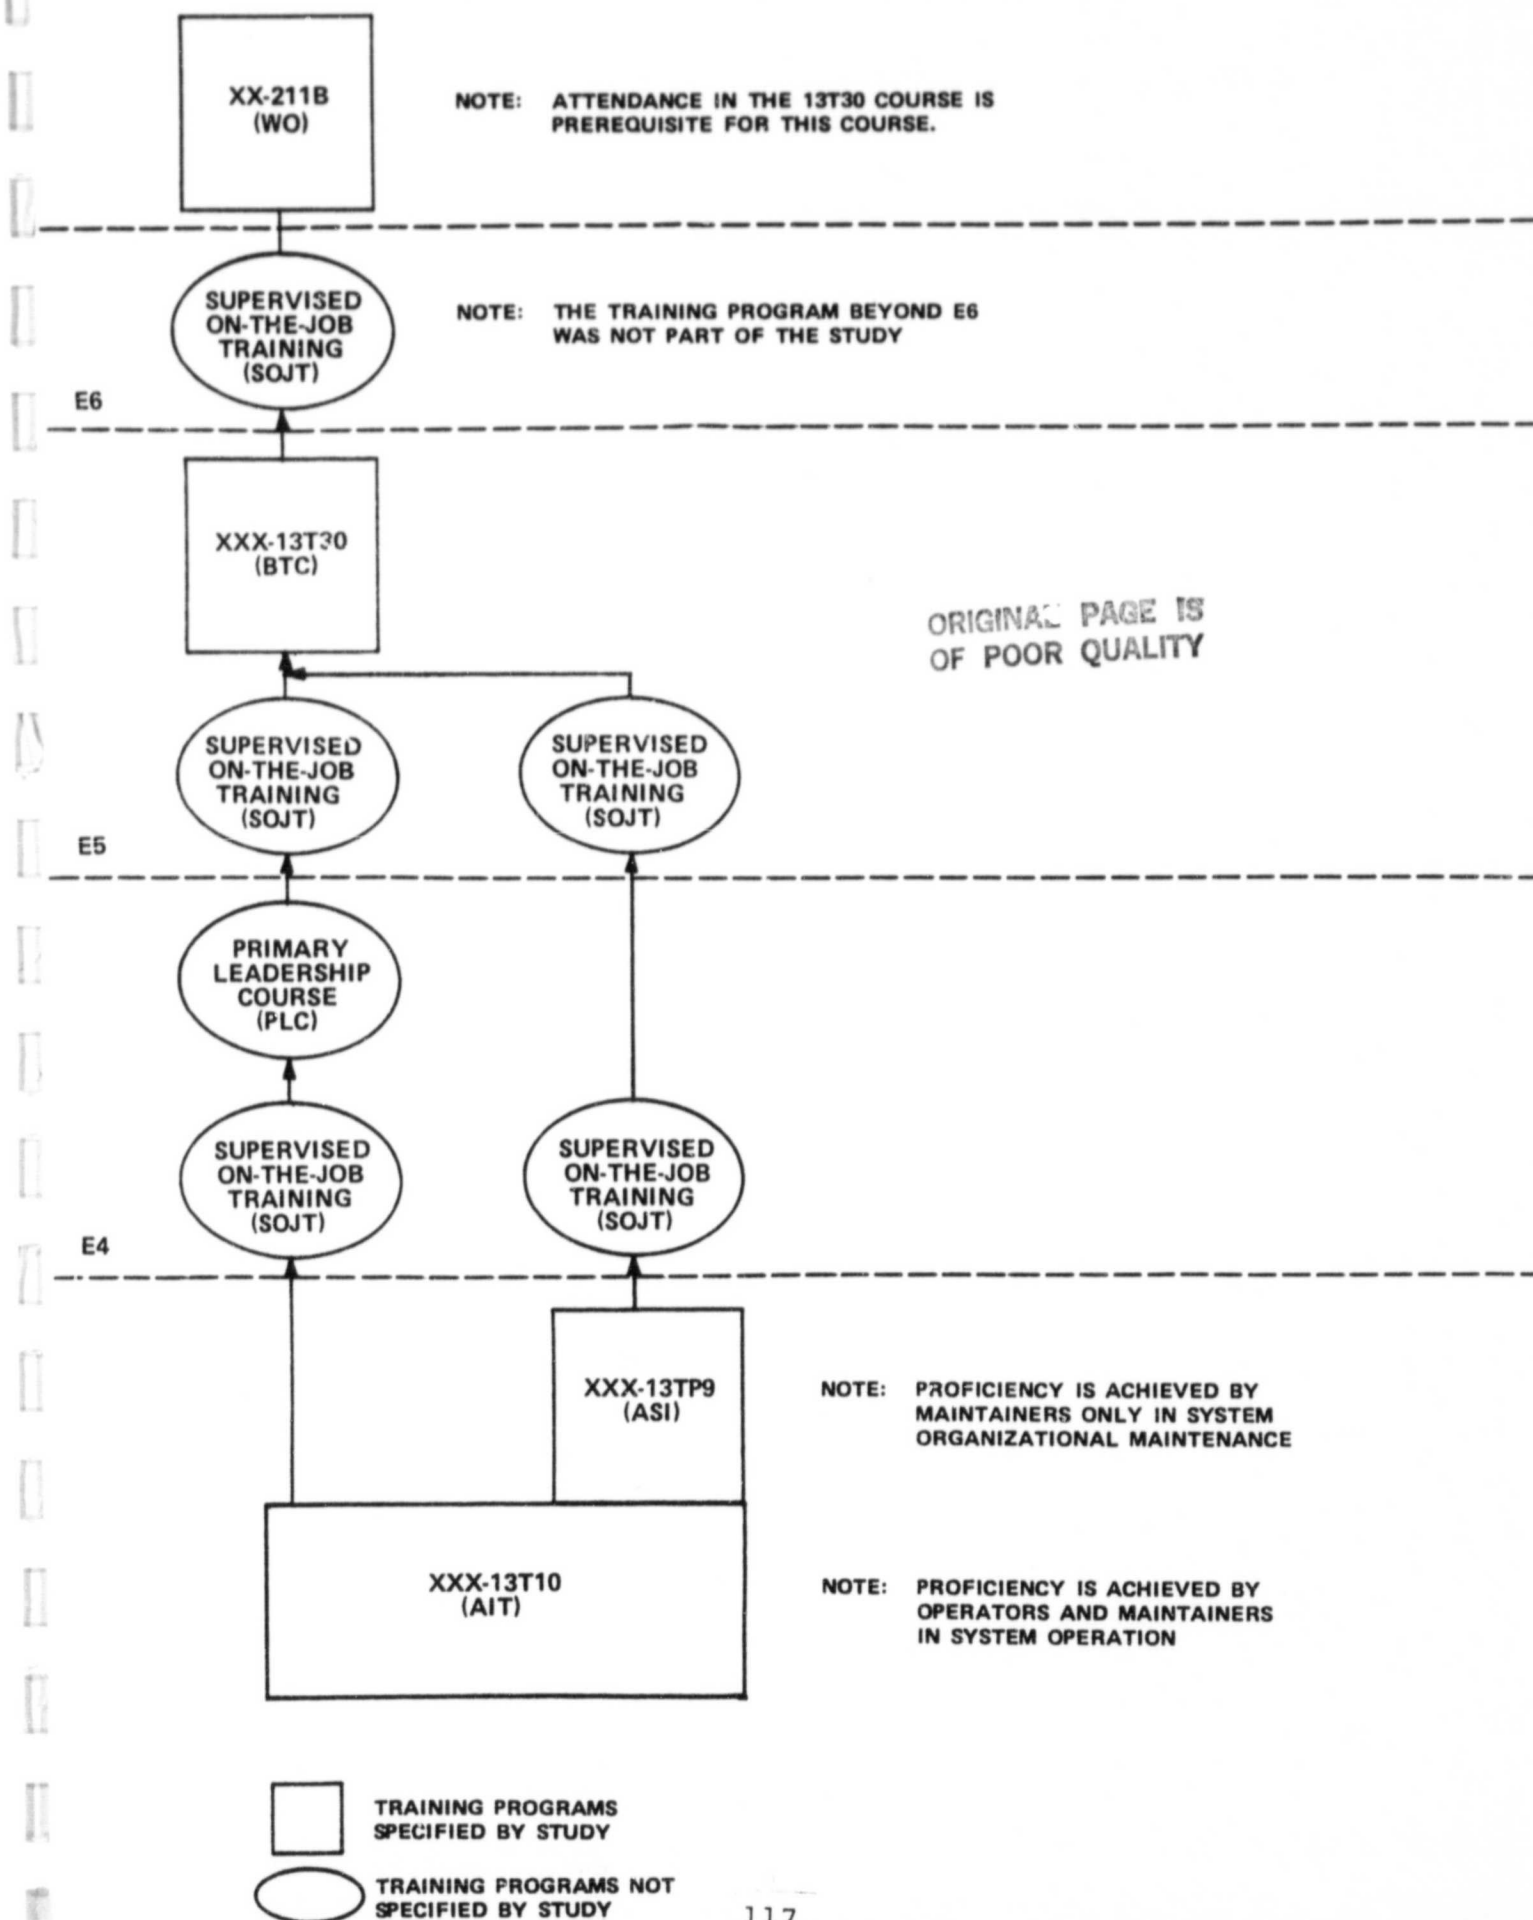 XX-211B
(WO)
NOTE: ATTENDANCE IN THE 13T30 COURSE IS
PREREQUISITE FOR THIS COURSE.
SUPERVISED
ON-THE-JOB
TRAINING
(SOJT)
NOTE: THE TRAINING PROGRAM BEYOND E6
WAS NOT PART OF THE STUDY
E6
XXX-13T30
(BTC)
ORIGINAL PAGE IS
OF POOR QUALITY
SUPERVISED
ON-THE-JOB
TRAINING
(SOJT)
SUPERVISED
ON-THE-JOB
TRAINING
(SOJT)
E5
PRIMARY
LEADERSHIP
COURSE
(PLC)
SUPERVISED
ON-THE-JOB
TRAINING
(SOJT)
SUPERVISED
ON-THE-JOB
TRAINING
(SOJT)
E4
XXX-13TP9
(ASI)
NOTE: PROFICIENCY IS ACHIEVED BY
MAINTAINERS ONLY IN SYSTEM
ORGANIZATIONAL MAINTENANCE
XXX-13T10
(AIT)
NOTE: PROFICIENCY IS ACHIEVED BY
OPERATORS AND MAINTAINERS
IN SYSTEM OPERATION
TRAINING PROGRAMS
SPECIFIED BY STUDY
TRAINING PROGRAMS NOT
SPECIFIED BY STUDY
117